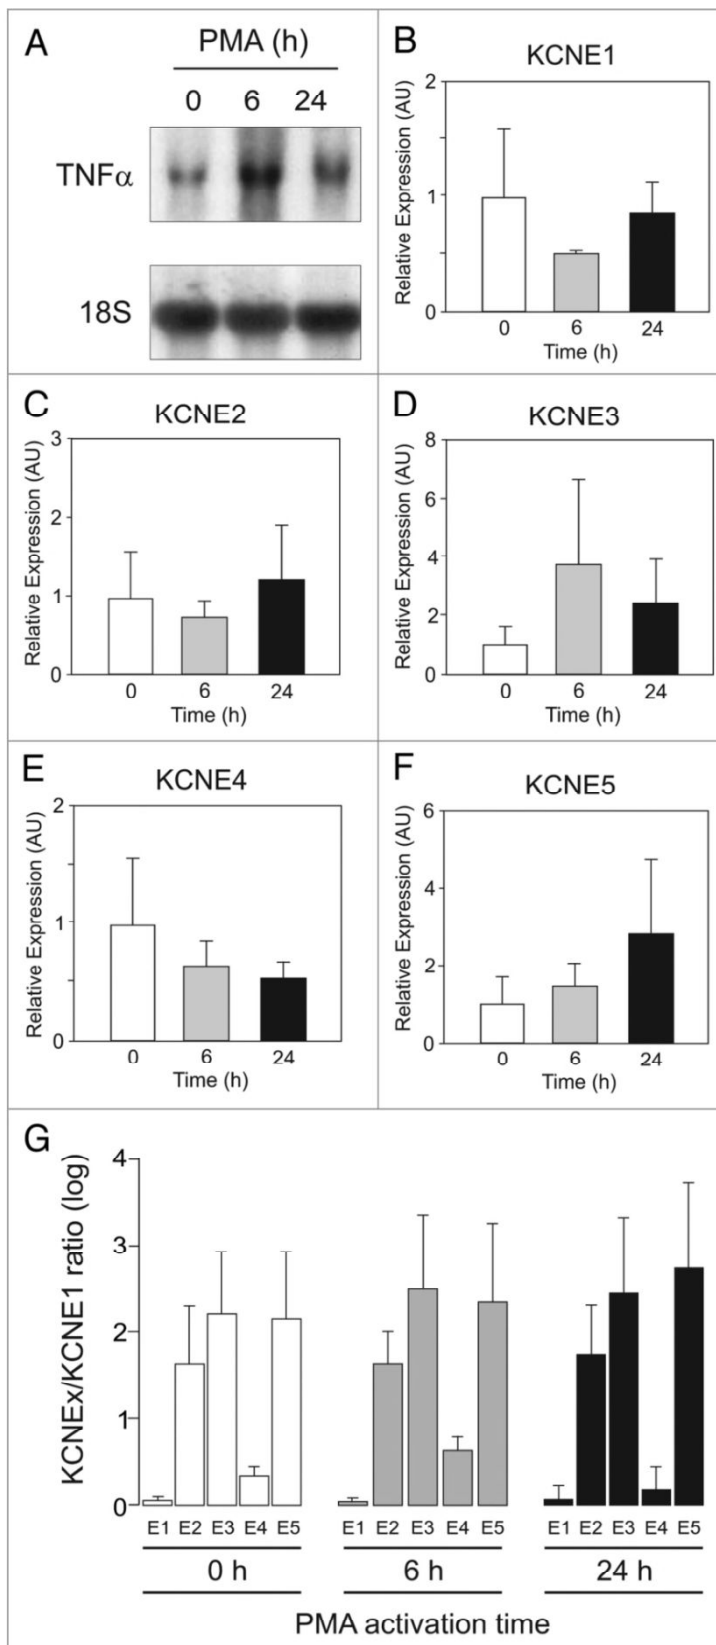 A
PMA (h)
0 6 24
TNFα
18S
B
KCNE1
Relative Expression (AU)
2
1
0
0 6 24
Time (h)
C
KCNE2
Relative Expression (AU)
3
2
1
0
0 6 24
Time (h)
D
KCNE3
Relative Expression (AU)
8
6
4
2
0
0 6 24
Time (h)
E
KCNE4
Relative Expression (AU)
2
1
0
0 6 24
Time (h)
F
KCNE5
Relative Expression (AU)
6
4
2
0
0 6 24
Time (h)
G
KCNEx/KCNE1 ratio (log)
4
3
2
1
0
E1 E2 E3 E4 E5 E1 E2 E3 E4 E5 E1 E2 E3 E4 E5
0 h 6 h 24 h
PMA activation time